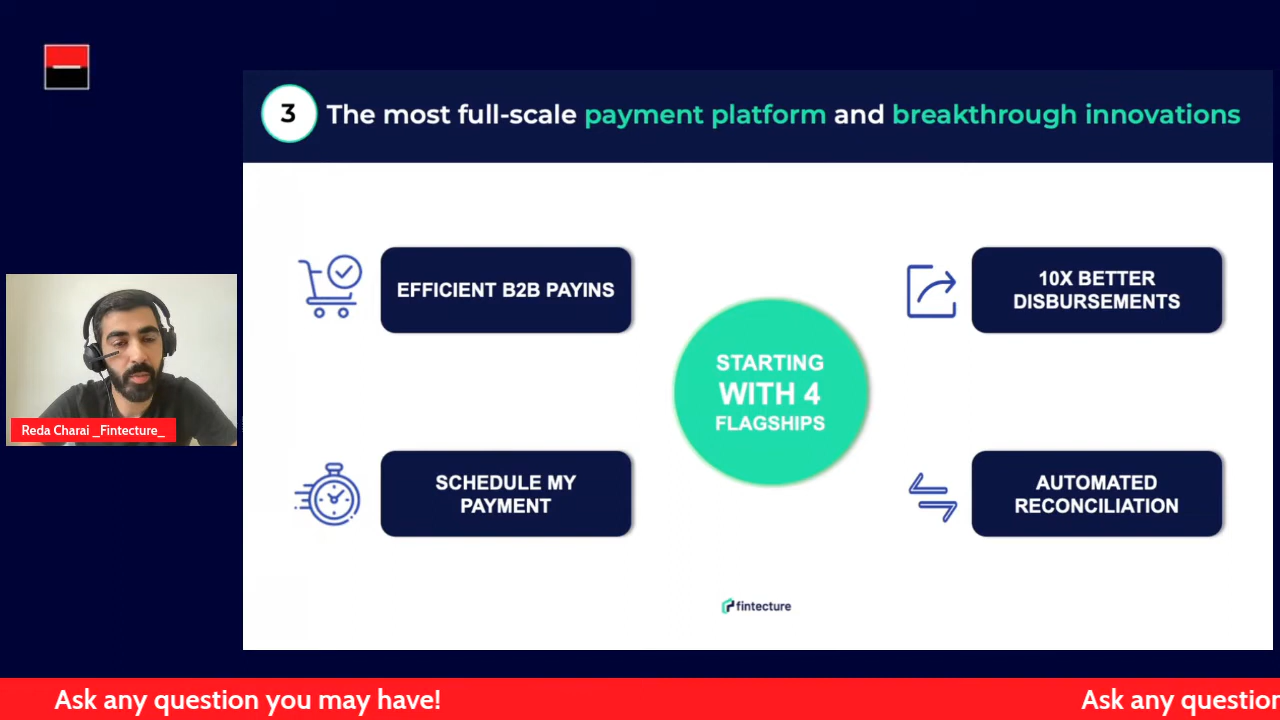 3
The most full-scale payment platform and breakthrough innovations
EFFICIENT B2B PAYINS
10X BETTER
DISBURSEMENTS
STARTING
WITH 4
FLAGSHIPS
SCHEDULE MY
PAYMENT
AUTOMATED
RECONCILIATION
fintecture
Reda Charai _Fintecture_
Ask any question you may have!
Ask any question